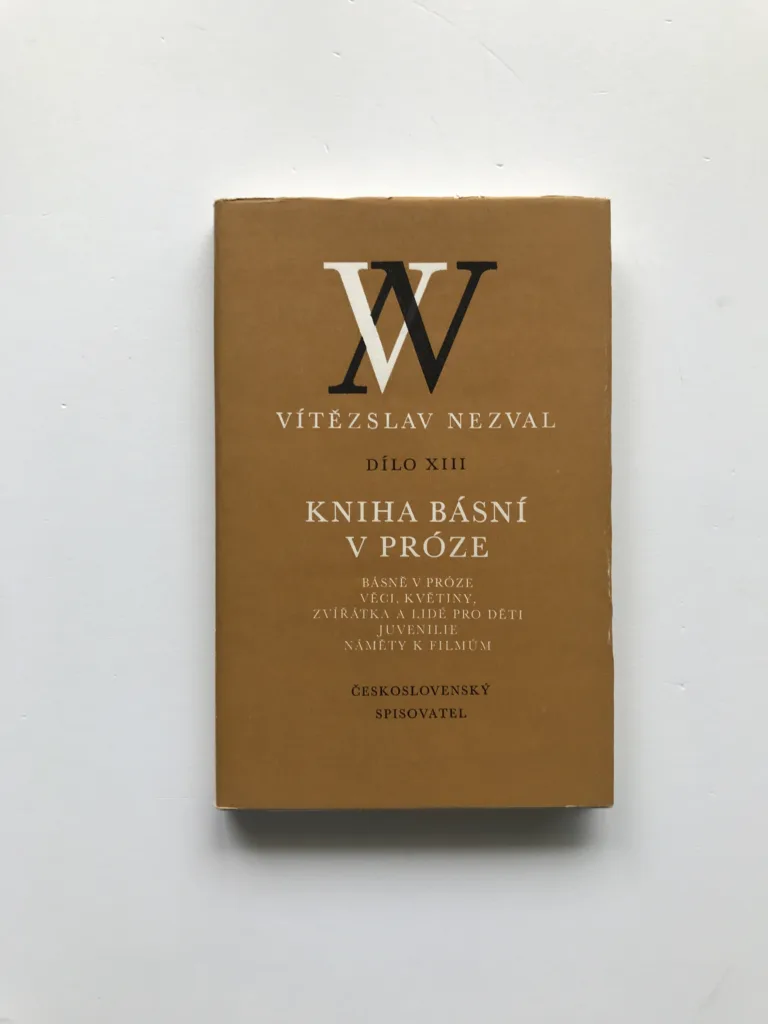 VN
VÍTĚZSLAV NEZVAL
DÍLO XIII
KNIHA BÁSNÍ
V PRÓZE
BÁSNĚ V PRÓZE
VĚCI, KVĚTINY,
ZVÍŘÁTKA A LIDÉ PRO DĚTI
JUVENILIE
NÁMĚTY K FILMŮM
ČESKOSLOVENSKÝ
SPISOVATEL